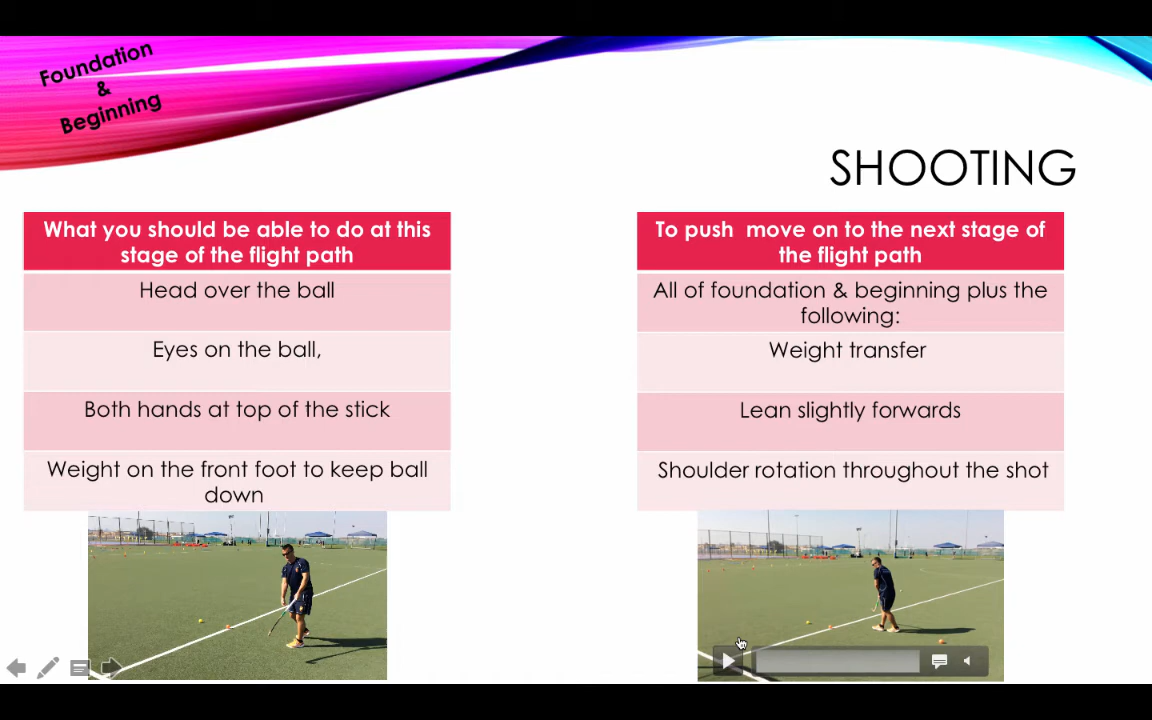 Foundation
&
Beginning
SHOOTING
What you should be able to do at this
stage of the flight path
Head over the ball
Eyes on the ball,
Both hands at top of the stick
Weight on the front foot to keep ball
down
To push  move on to the next stage of
the flight path
All of foundation & beginning plus the
following:
Weight transfer
Lean slightly forwards
Shoulder rotation throughout the shot